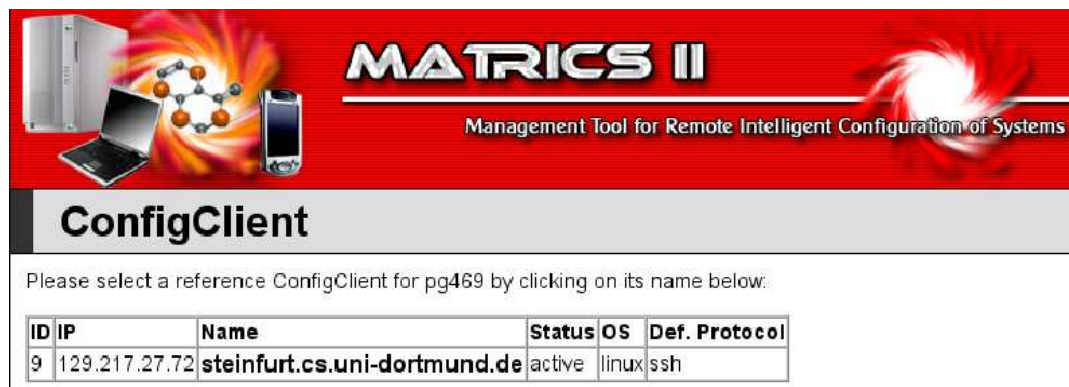 MATRICS II
Management Tool for Remote Intelligent Configuration of Systems
ConfigClient
Please select a reference ConfigClient for pg469 by clicking on its name below:
ID IP Name Status OS Def. Protocol
9 129.217.27.72 steinfurt.cs.uni-dortmund.de active linux ssh